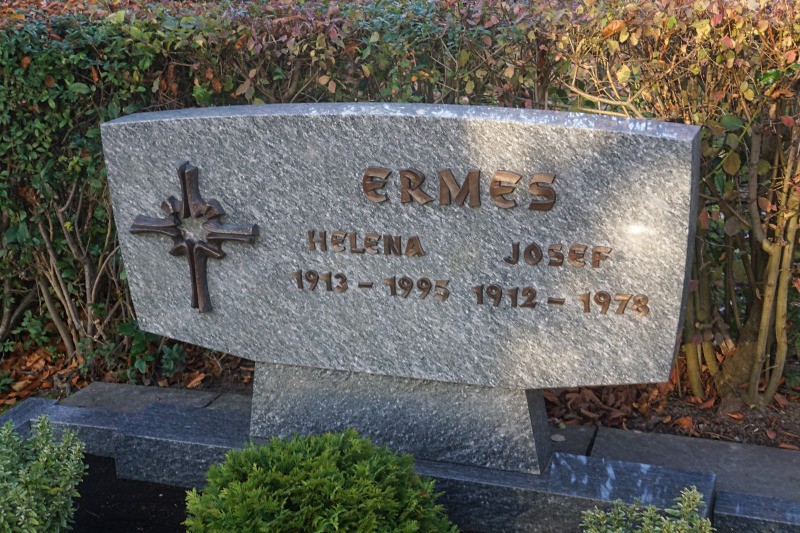 ERMES
HELENA JOSEF
1913 – 1995 1912 – 1978